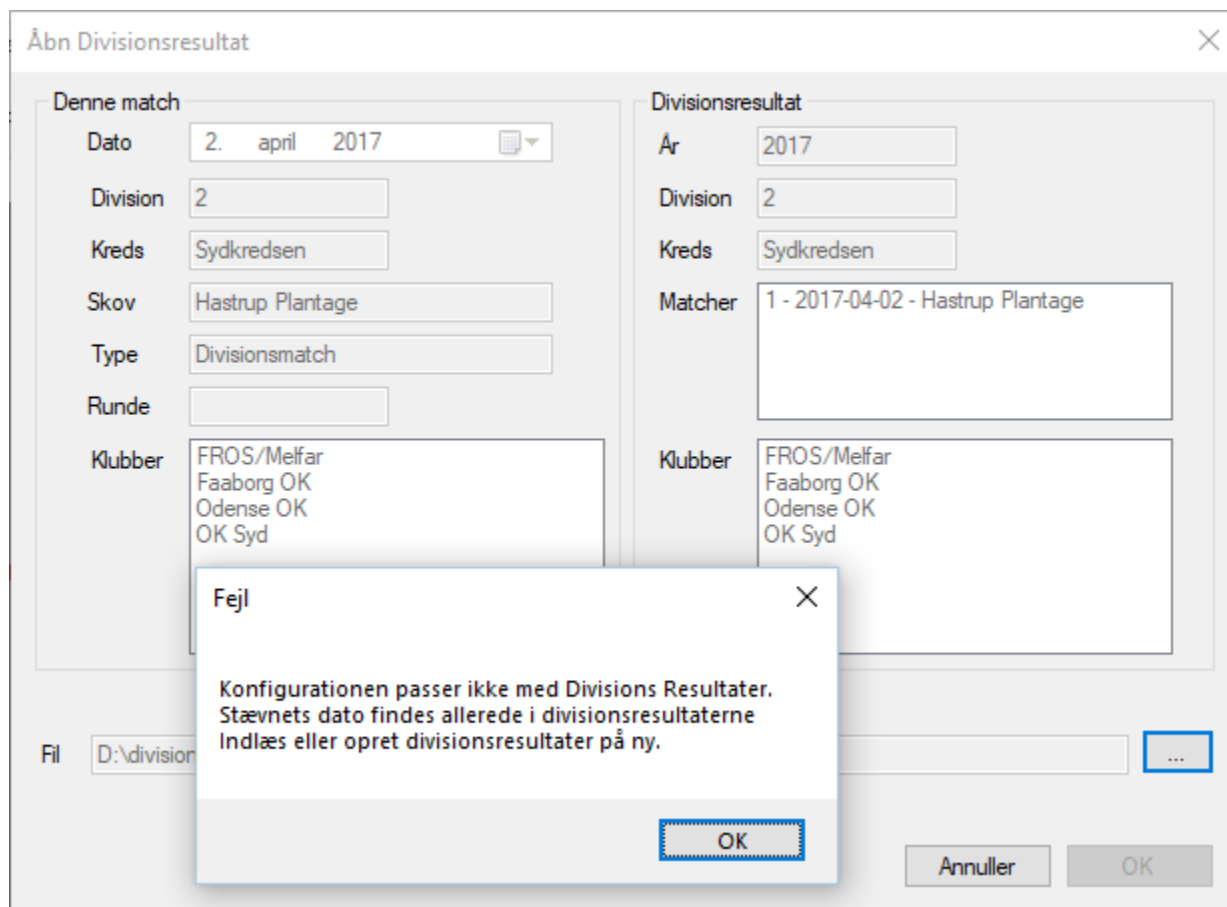 Åbn Divisionsresultat
Denne match
Dato 2. april 2017
Division 2
Kreds Sydkredsen
Skov Hastrup Plantage
Type Divisionsmatch
Runde
Klubber FROS/Melfar
Faaborg OK
Odense OK
OK Syd
Divisionsresultat
År 2017
Division 2
Kreds Sydkredsen
Matcher 1 - 2017-04-02 - Hastrup Plantage
Klubber FROS/Melfar
Faaborg OK
Odense OK
OK Syd
Fejl
Konfigurationen passer ikke med Divisions Resultater.
Stævnets dato findes allerede i divisionsresultaterne
Indlæs eller opret divisionsresultater på ny.
OK
Fil D:\division
...
Annuller OK